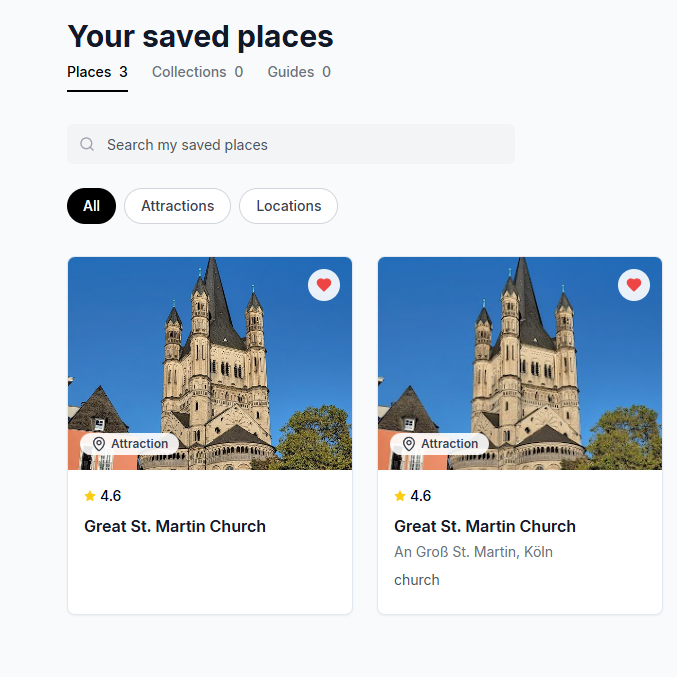 Your saved places
Places 3 Collections 0 Guides 0
Search my saved places
All Attractions Locations
Attraction Attraction
4.6 4.6
Great St. Martin Church Great St. Martin Church
An Groß St. Martin, Köln
church